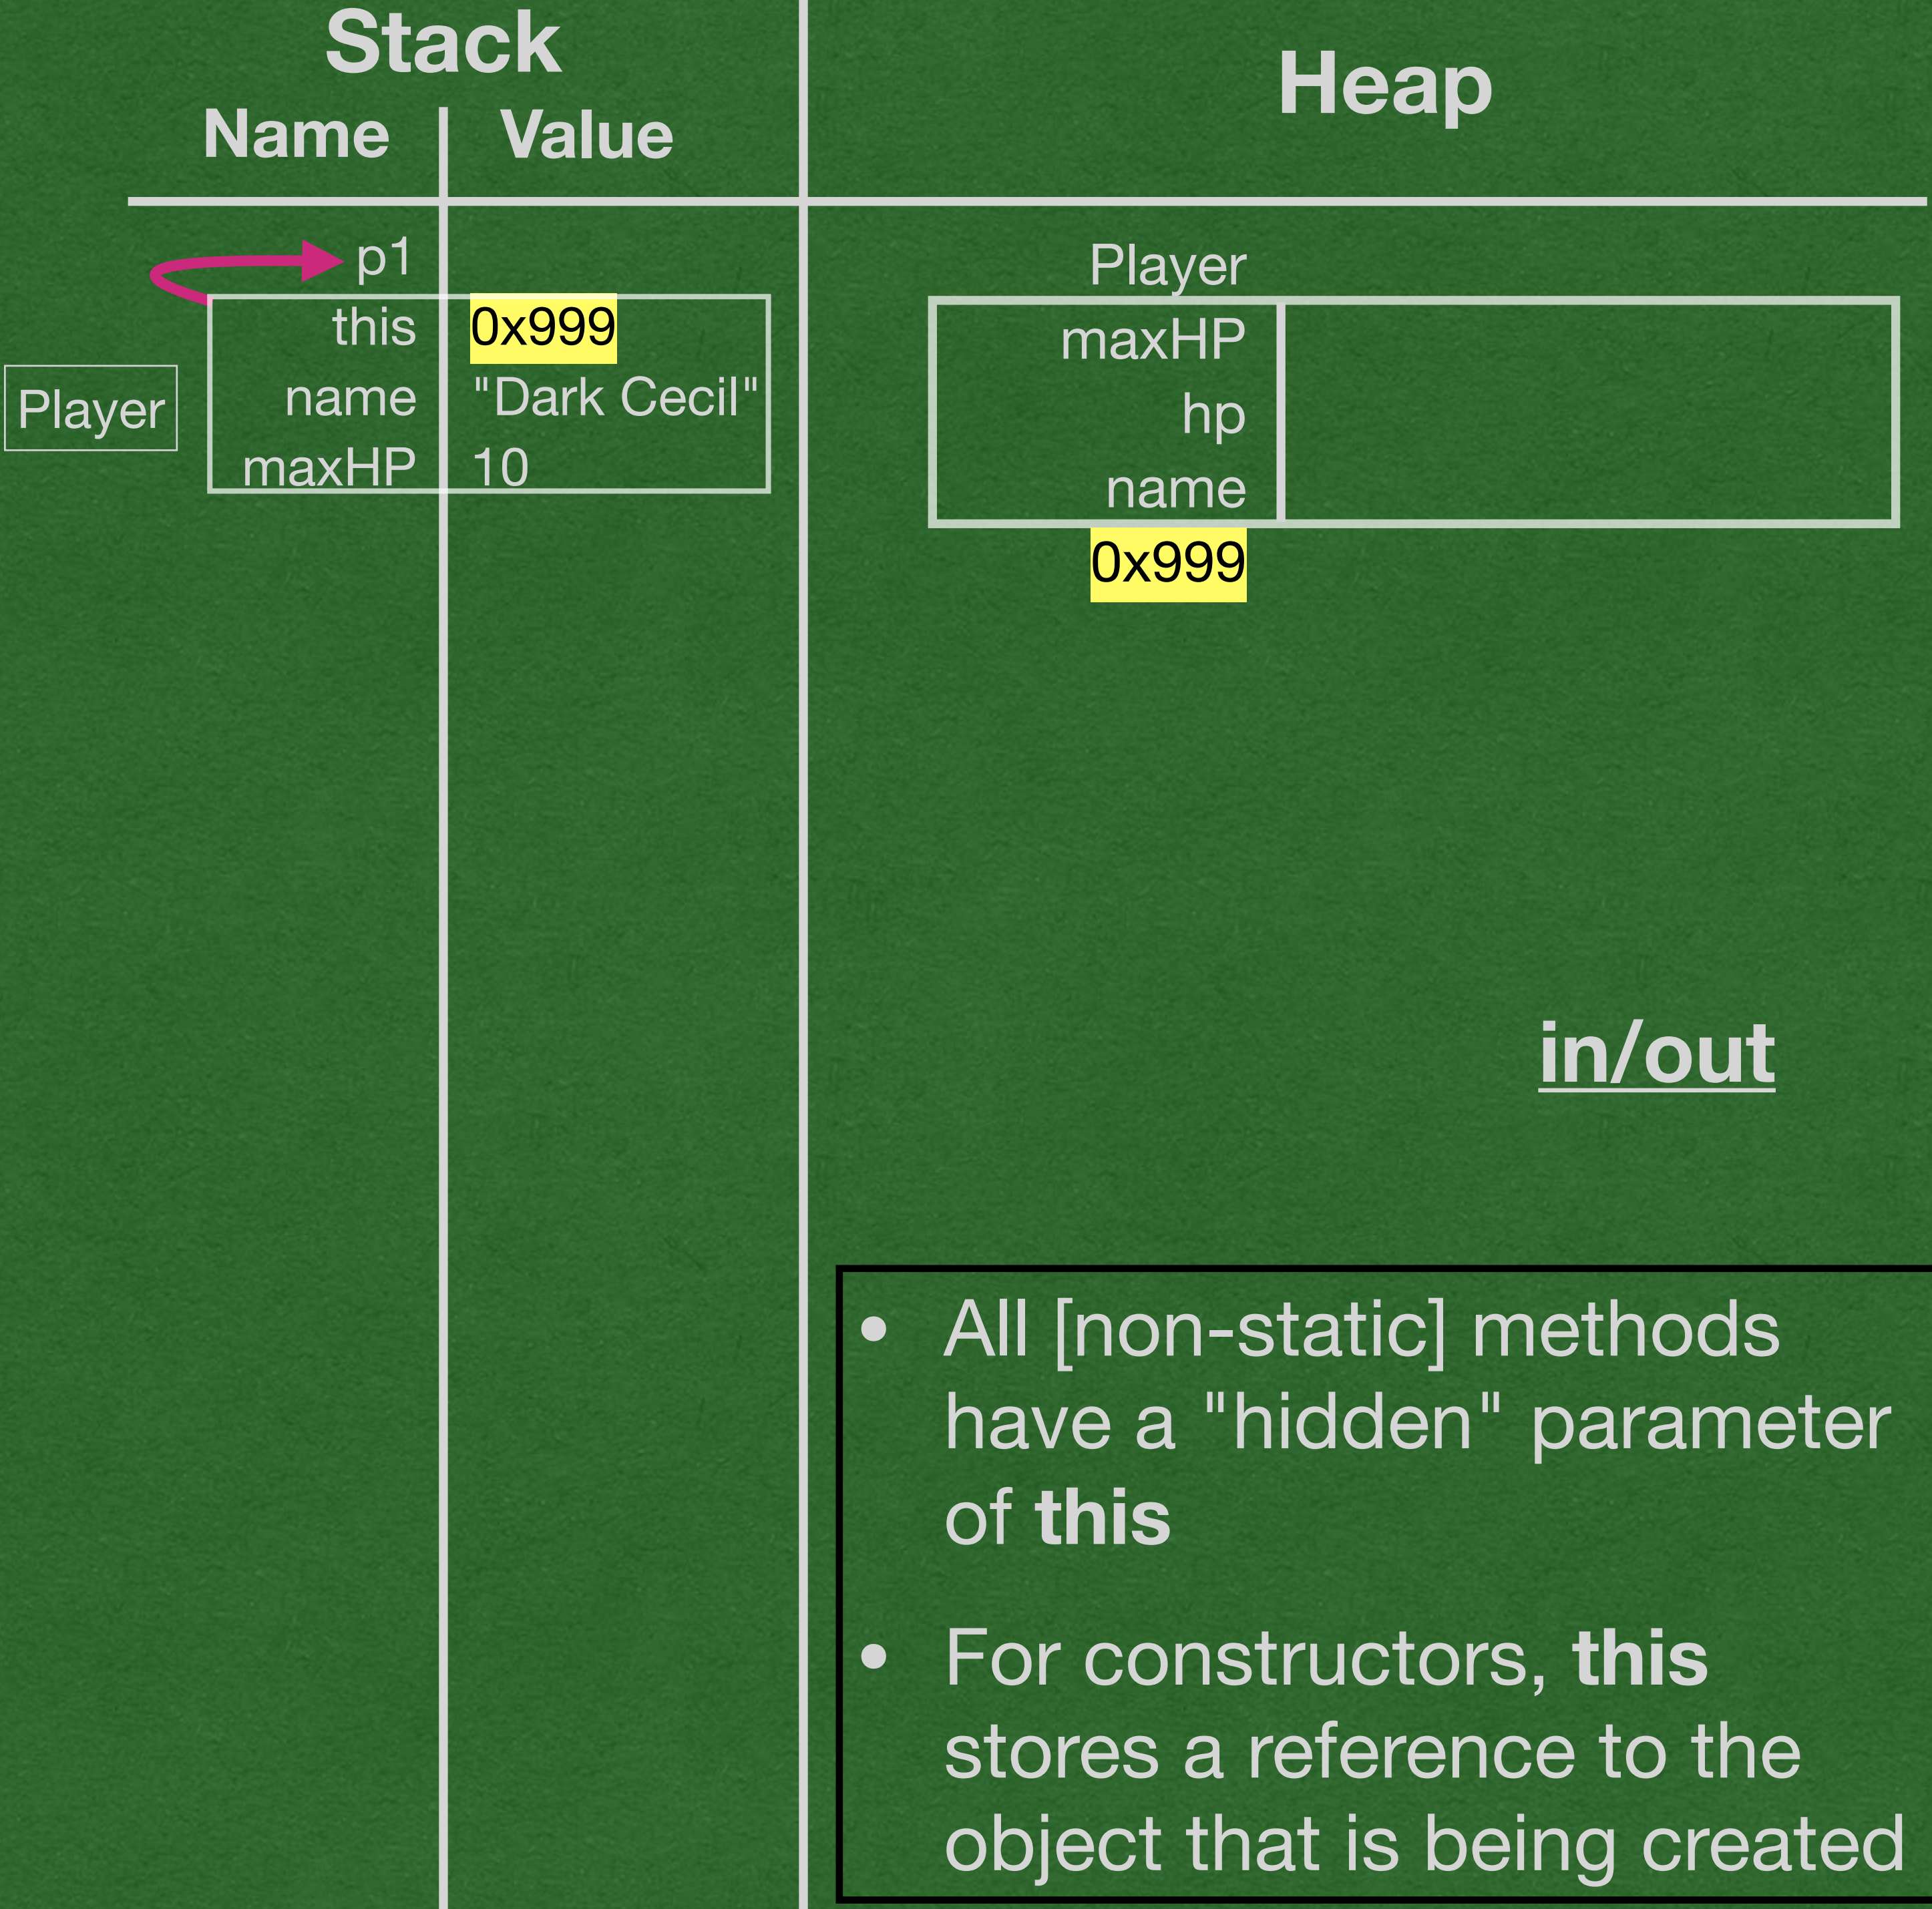 Stack
Heap
Name Value
p1
this 0x999
name "Dark Cecil"
maxHP 10
Player
Player
maxHP
hp
name
0x999
in/out
• All [non-static] methods
have a "hidden" parameter
of this
• For constructors, this
stores a reference to the
object that is being created